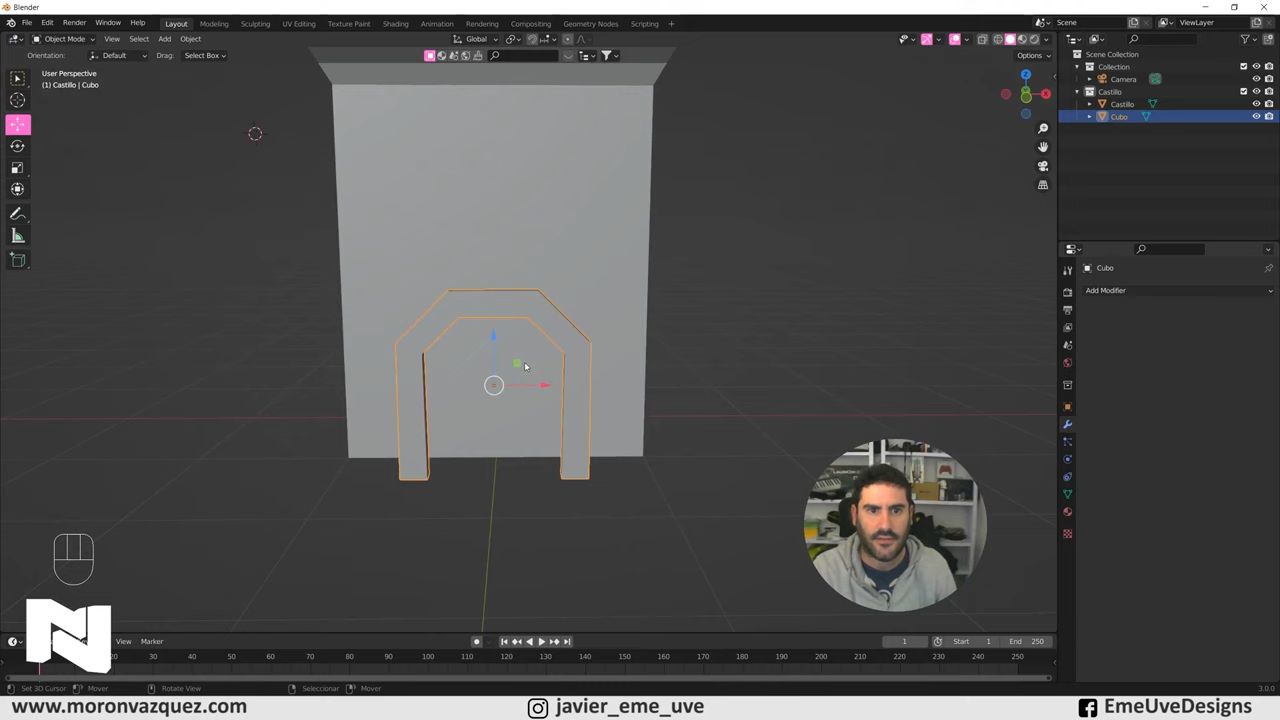 Blender
File Edit Render Window Help Layout Modeling Sculpting UV Editing Texture Paint Shading Animation Rendering Compositing Geometry Nodes Scripting + Scene ViewLayer
Object Mode View Select Add Object Global
Orientation: Default Drag: Select Box Options
User Perspective
(1) Castillo | Cubo
Z
X
Scene Collection
Collection
Camera
Castillo
Castillo
Cubo
Cubo
Add Modifier
N
View Marker
1 Start 1 End 250
20 30 40 50 60 70 80 90 100 110 120 130 140 150 160 170 180 190 200 210 220 230 240 250
Set 3D Cursor Mover Rotate View Seleccionar Mover 3.0.0
www.moronvazquez.com javier_eme_uve EmeUveDesigns